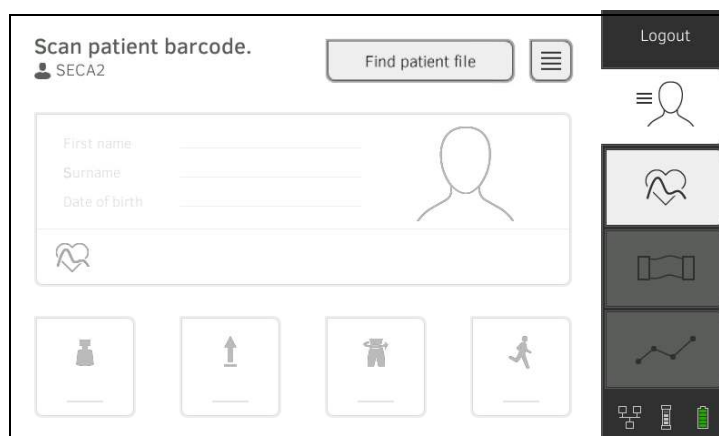 Scan patient barcode.
SECA2
Find patient file
Logout
First name
Surname
Date of birth